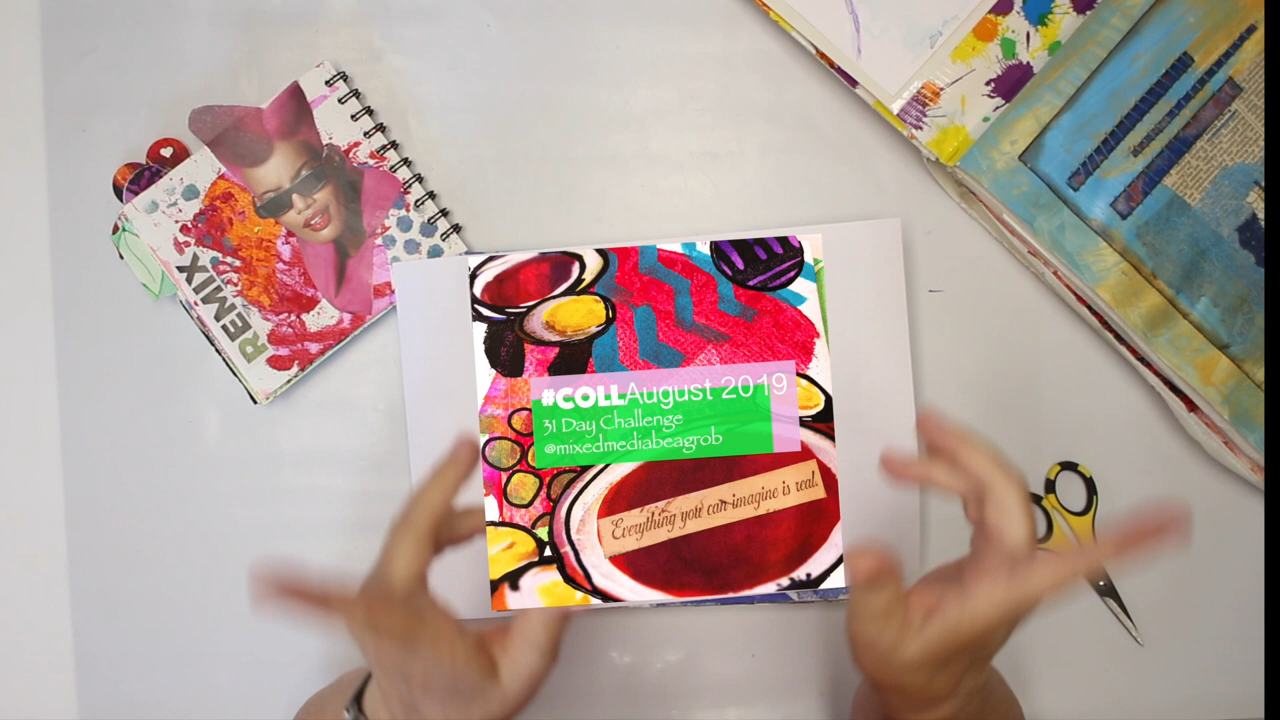 REMIX
#COLLAugust 2019
31 Day Challenge
@mixedmediabeagrob
Everything you can imagine is real.